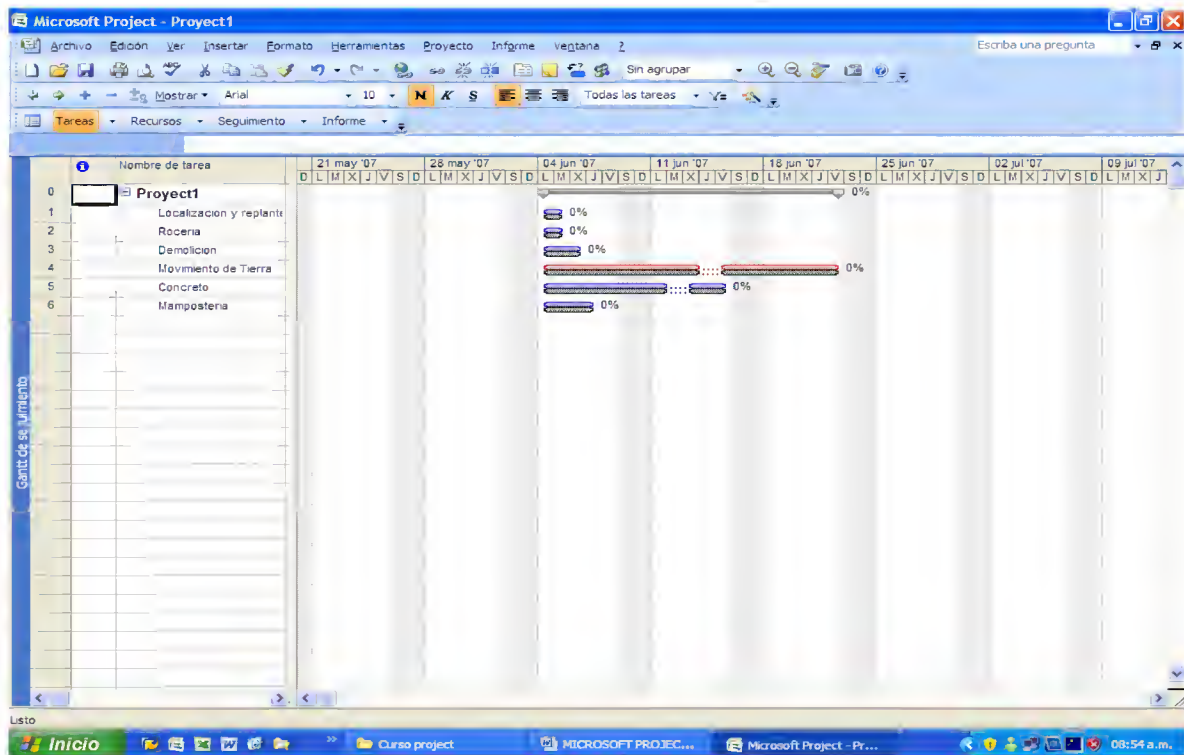 Microsoft Project - Proyect1
Archivo Edición Ver Insertar Formato Herramientas Proyecto Informe Ventana ? Escriba una pregunta
Sin agrupar
Mostrar Arial 10 N K S Todas las tareas
Tareas Recursos Seguimiento Informe
Nombre de tarea 21 may '07 28 may '07 04 jun '07 11 jun '07 18 jun '07 25 jun '07 02 jul '07 09 jul '07
D L M X J V S D L M X J V S D L M X J V S D L M X J V S D L M X J V S D L M X J V S D L M X J V S D L M X J
0 Proyect1 0%
1 Localizacion y replante 0%
2 Roceria 0%
3 Demolicion 0%
4 Movimiento de Tierra 0%
5 Concreto 0%
6 Mamposteria 0%
Gantt de
Listo
Inicio Curso project MICROSOFT PROJEC... Microsoft Project - Pr... 08:54 a.m.